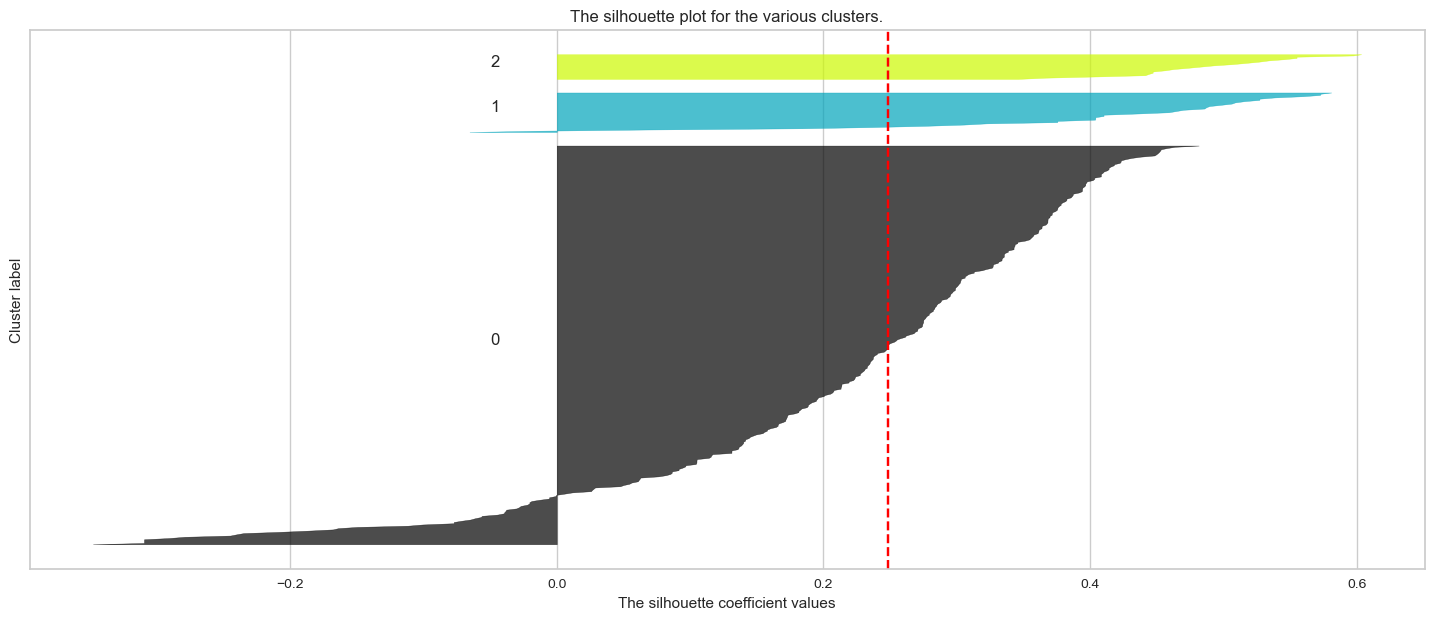 The silhouette plot for the various clusters.
2
1
0
Cluster label
−0.2 0.0 0.2 0.4 0.6
The silhouette coefficient values